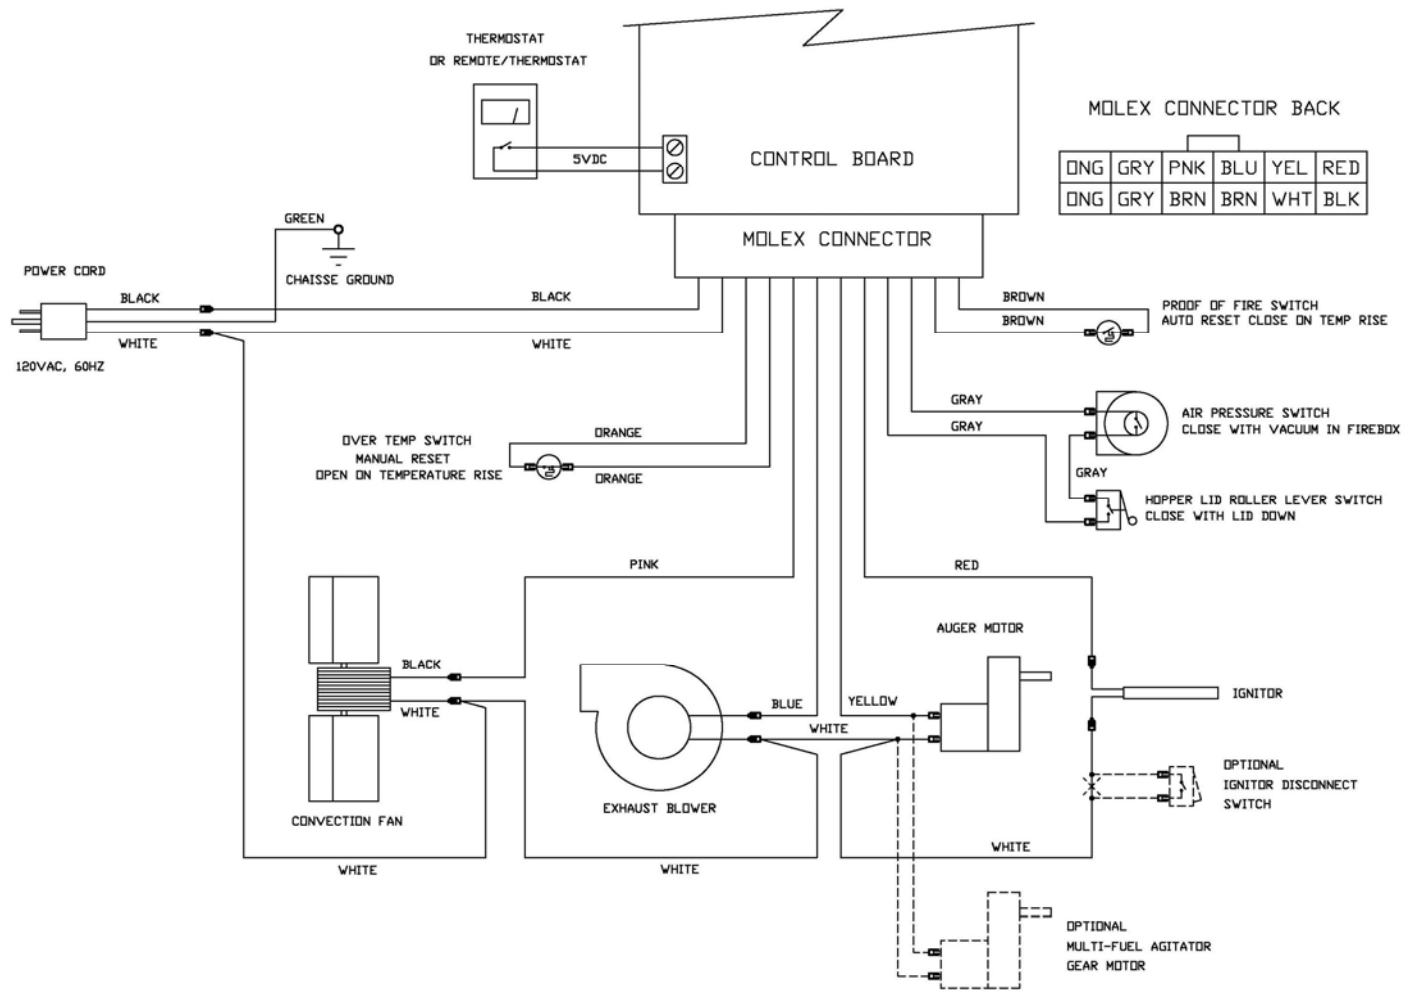 THERMOSTAT
OR REMOTE/THERMOSTAT
5VDC
CONTROL BOARD
MOLEX CONNECTOR
MOLEX CONNECTOR BACK
ONG GRY PNK BLU YEL RED
ONG GRY BRN BRN WHT BLK
GREEN
CHAISSE GROUND
POWER CORD
BLACK
WHITE
120VAC, 60HZ
BLACK
WHITE
BROWN
BROWN
PROOF OF FIRE SWITCH
AUTO RESET CLOSE ON TEMP RISE
GRAY
GRAY
AIR PRESSURE SWITCH
CLOSE WITH VACUUM IN FIREBOX
GRAY
HOPPER LID ROLLER LEVER SWITCH
CLOSE WITH LID DOWN
OVER TEMP SWITCH
MANUAL RESET
OPEN ON TEMPERATURE RISE
ORANGE
ORANGE
PINK
RED
AUGER MOTOR
BLACK
WHITE
CONVECTION FAN
BLUE
YELLOW
WHITE
EXHAUST BLOWER
IGNITOR
OPTIONAL
IGNITOR DISCONNECT
SWITCH
WHITE
WHITE
WHITE
OPTIONAL
MULTI-FUEL AGITATOR
GEAR MOTOR